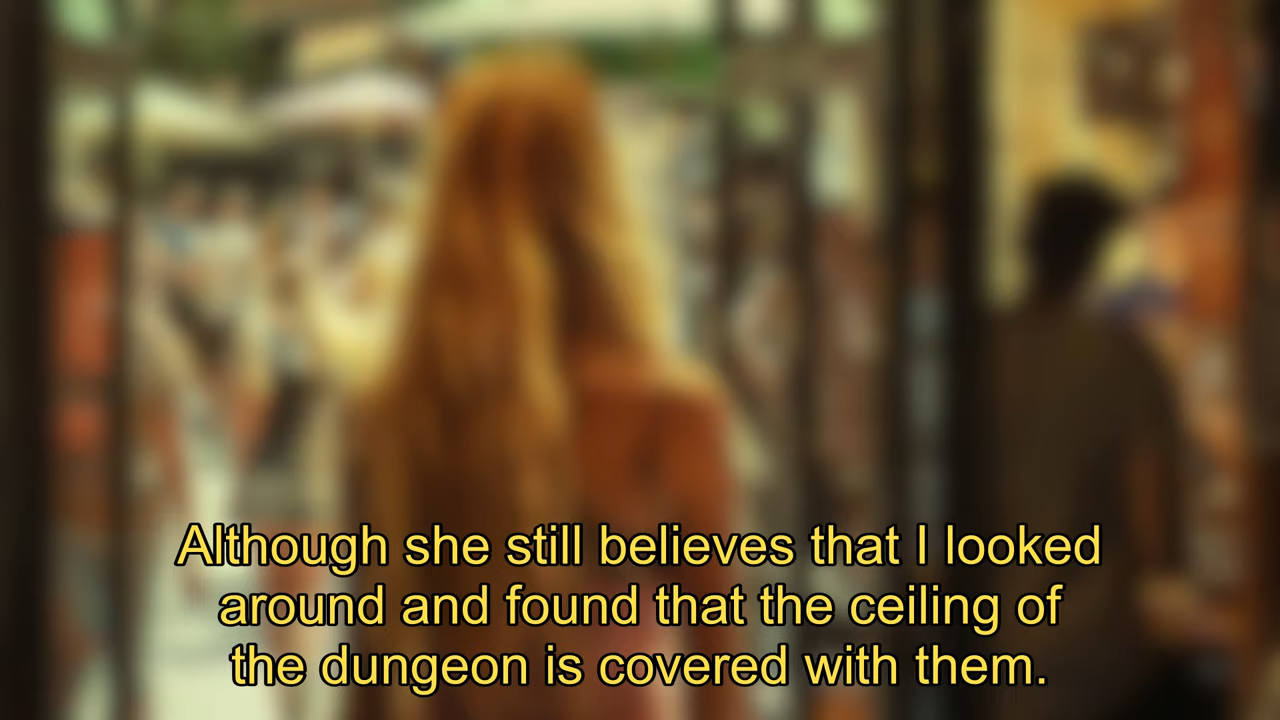 Although she still believes that I looked
around and found that the ceiling of
the dungeon is covered with them.